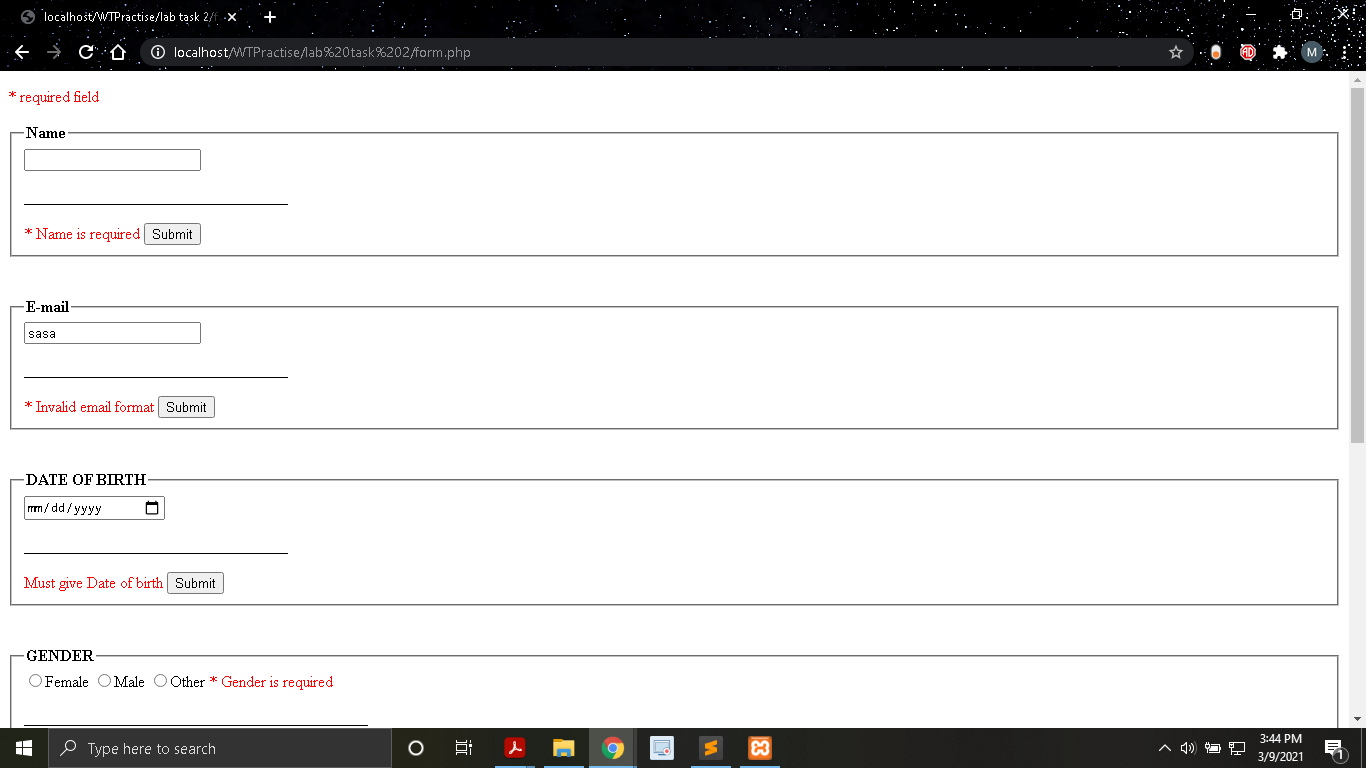 localhost/WTPractise/lab task 2/f
localhost/WTPractise/lab%20task%202/form.php
AD
M
* required field
Name
* Name is required Submit
E-mail
sasa
* Invalid email format Submit
DATE OF BIRTH
mm/dd/yyyy
Must give Date of birth Submit
GENDER
Female Male Other * Gender is required
Type here to search
3:44 PM
3/9/2021
1